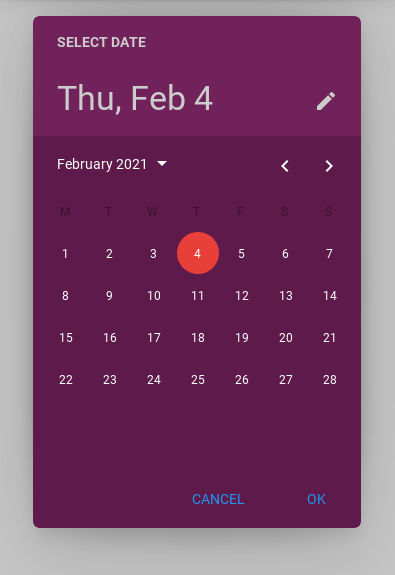 SELECT DATE
Thu, Feb 4
February 2021
M T W T F S S
1 2 3 4 5 6 7
8 9 10 11 12 13 14
15 16 17 18 19 20 21
22 23 24 25 26 27 28
CANCEL OK